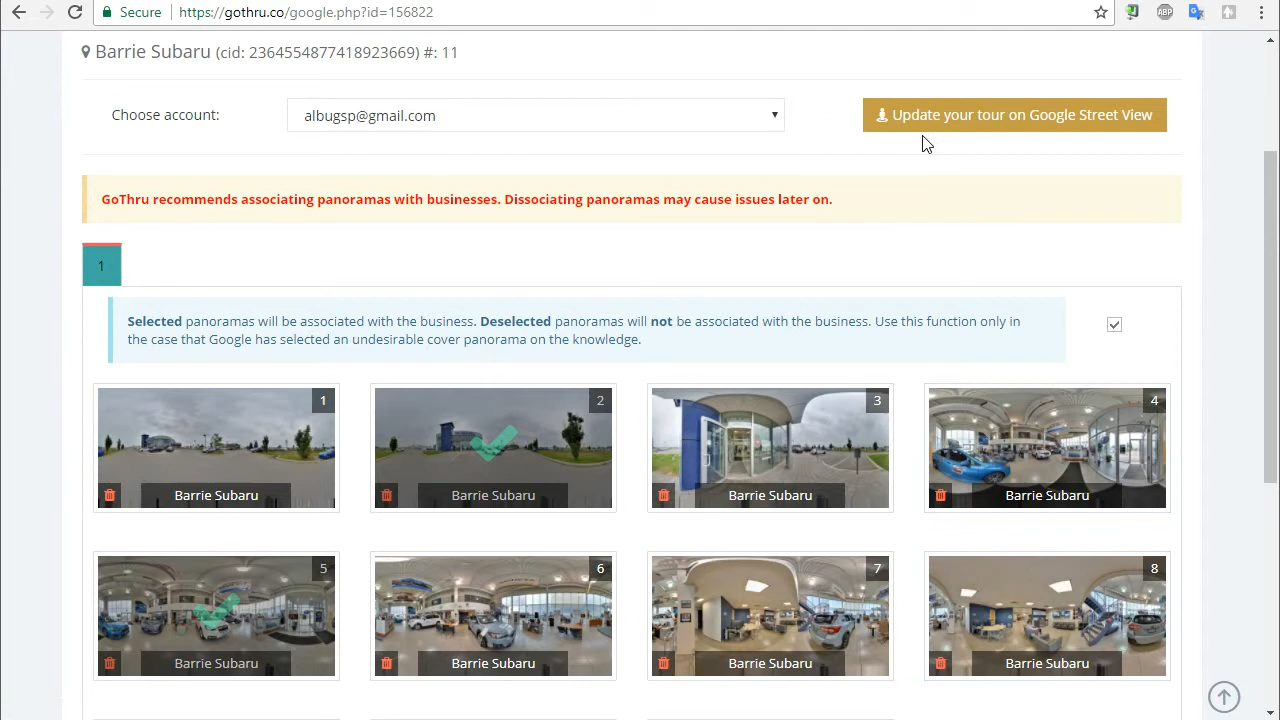 Secure
https://gothru.co/google.php?id=156822
ABP
Barrie Subaru (cid: 2364554877418923669) #: 11
Choose account:
albugsp@gmail.com
Update your tour on Google Street View
GoThru recommends associating panoramas with businesses. Dissociating panoramas may cause issues later on.
1
Selected panoramas will be associated with the business. Deselected panoramas will not be associated with the business. Use this function only in
the case that Google has selected an undesirable cover panorama on the knowledge.
1
Barrie Subaru
2
Barrie Subaru
3
Barrie Subaru
4
Barrie Subaru
5
Barrie Subaru
6
Barrie Subaru
7
Barrie Subaru
8
Barrie Subaru